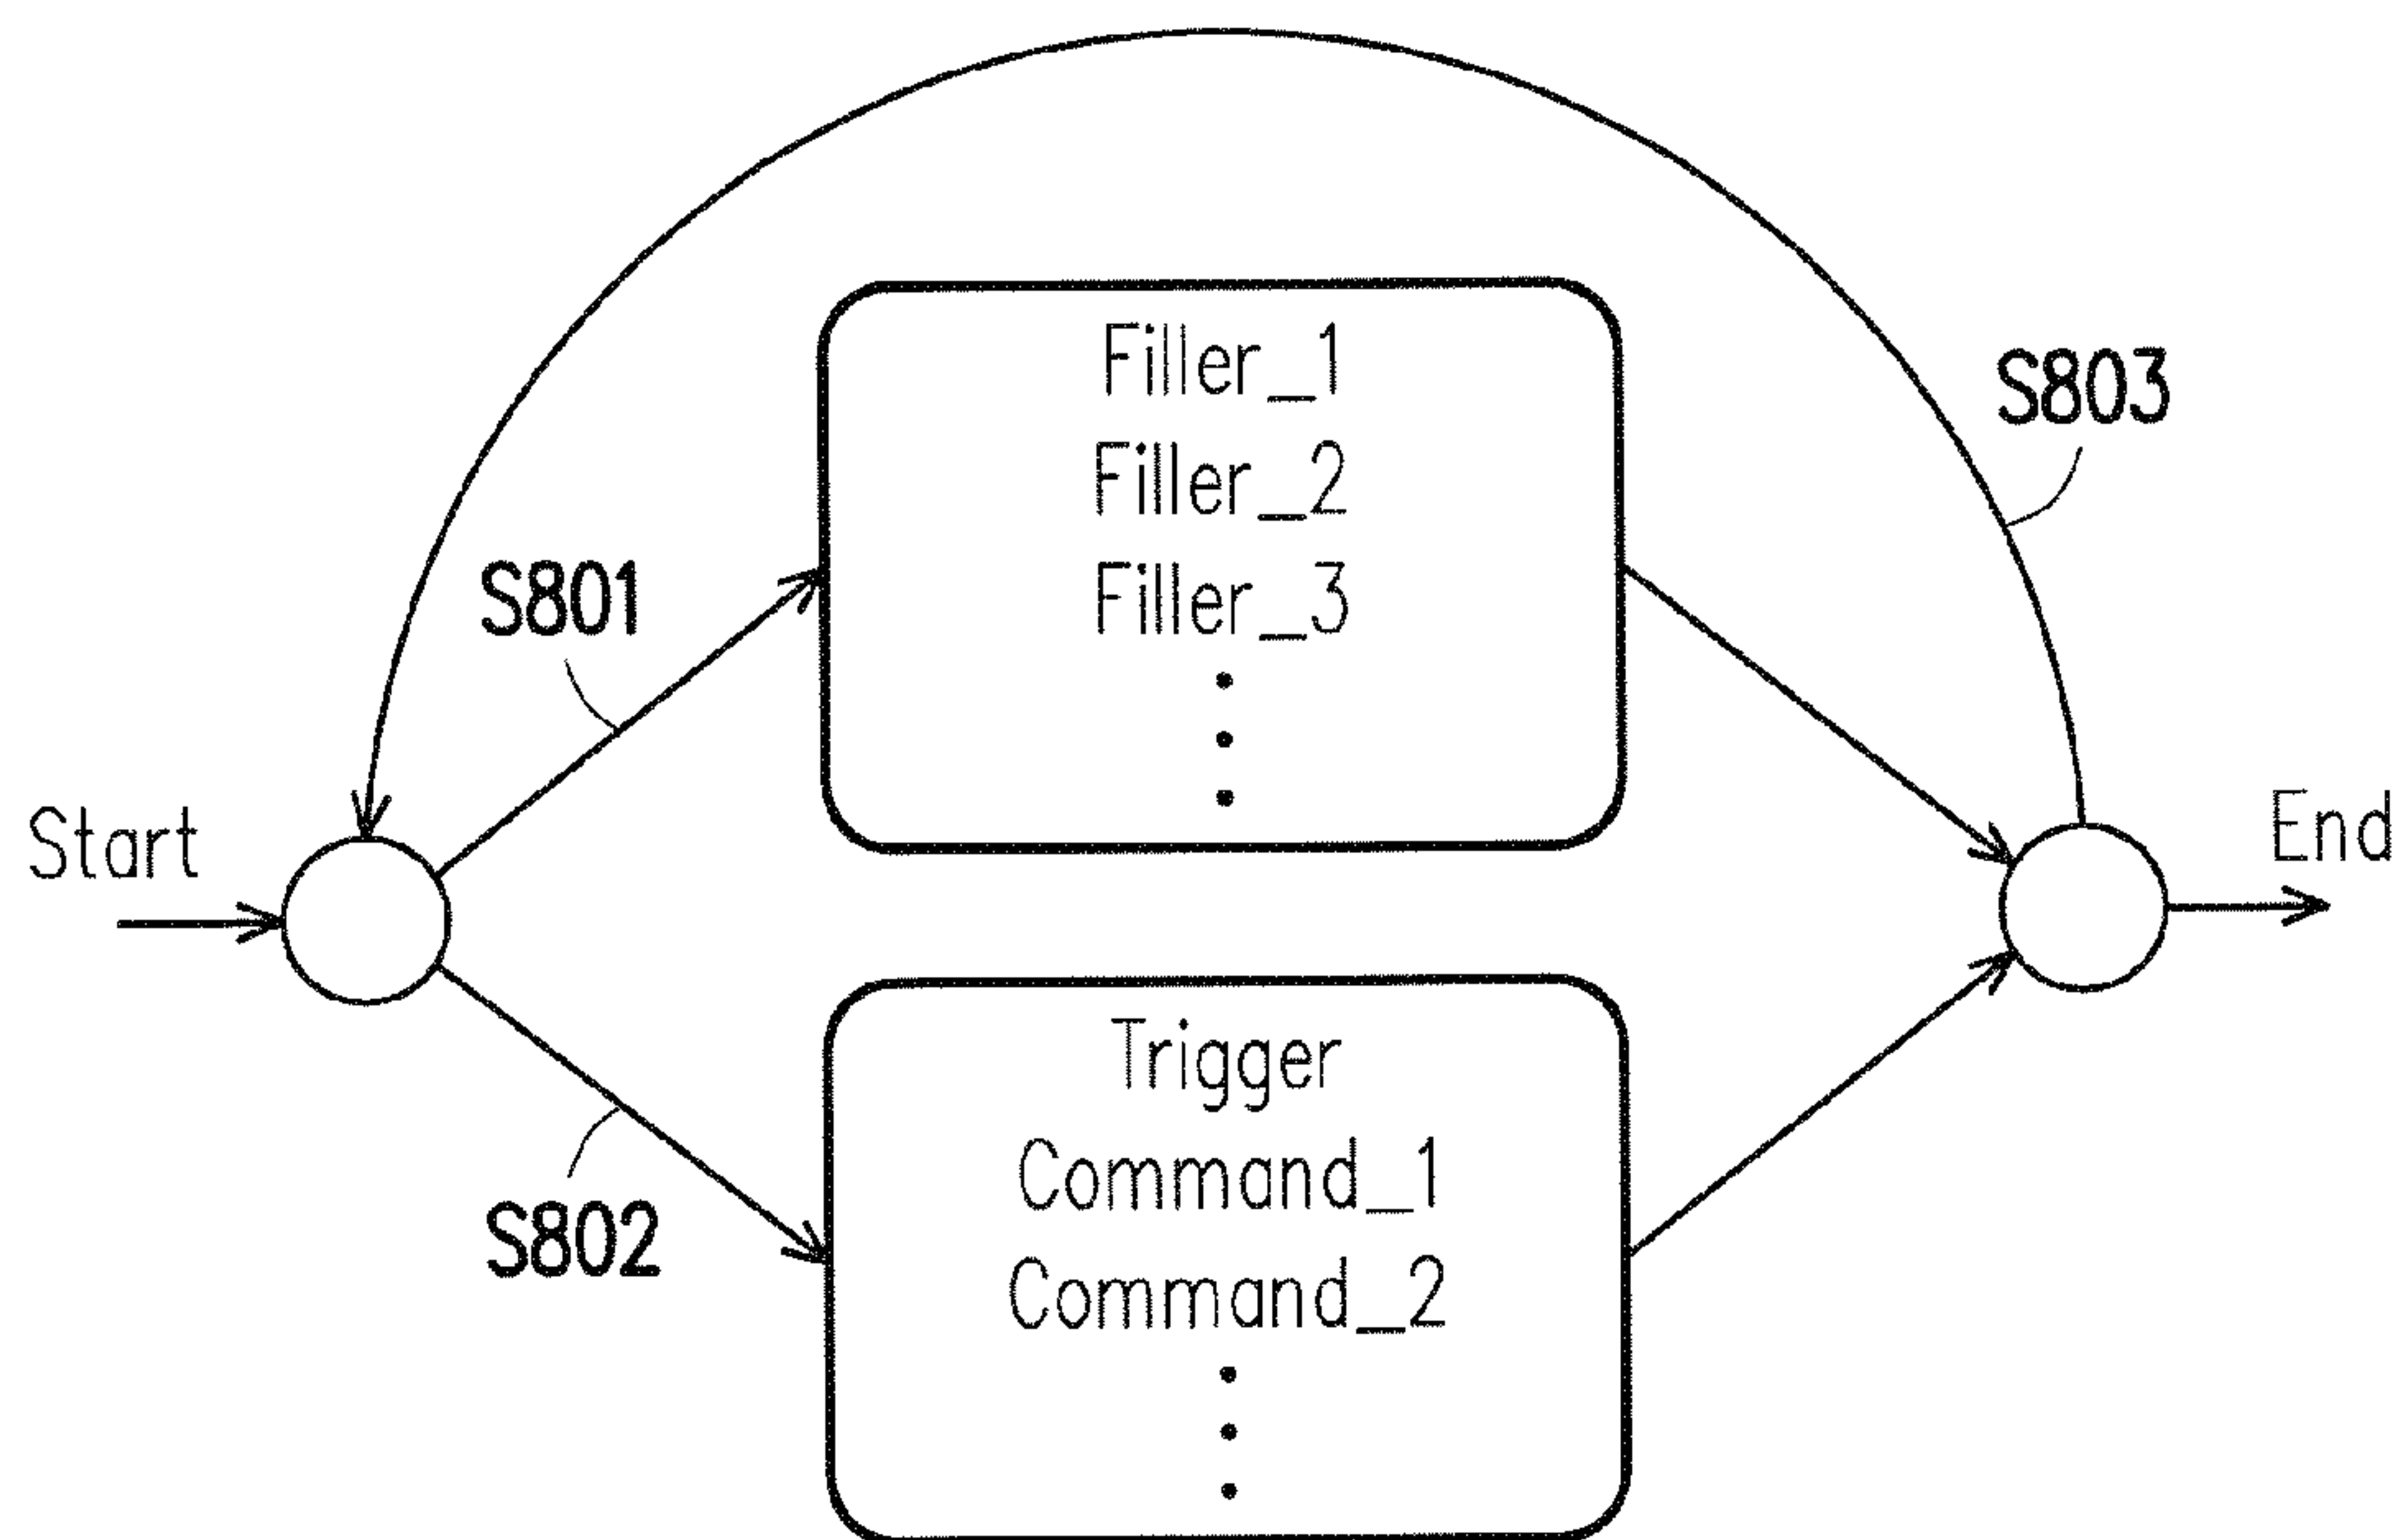 Filler_1
Filler_2
Filler_3
S803
S801
Start
End
Trigger
Command_1
Command_2
S802